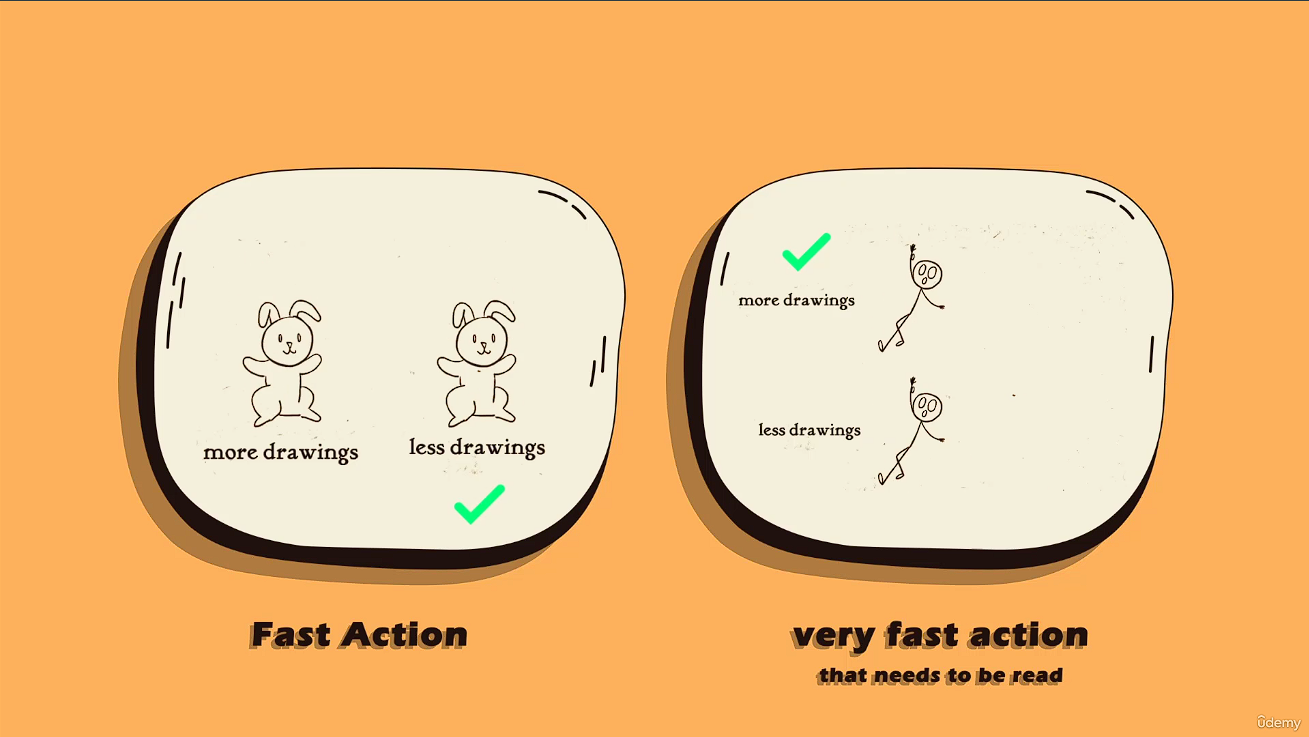 more drawings
less drawings
more drawings
less drawings
Fast Action
very fast action
that needs to be read
ûdemy